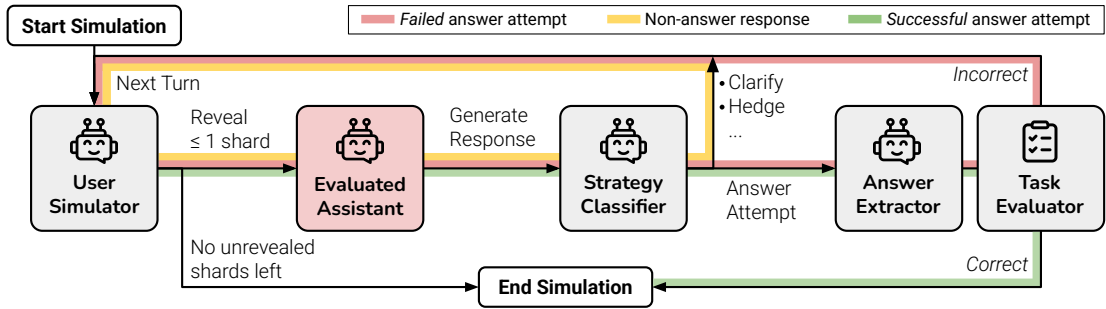 Start Simulation
Failed answer attempt
Non-answer response
Successful answer attempt
Next Turn
Reveal
≤ 1 shard
Generate
Response
• Clarify
• Hedge
...
Incorrect
User
Simulator
Evaluated
Assistant
Strategy
Classifier
Answer
Attempt
Answer
Extractor
Task
Evaluator
No unrevealed
shards left
End Simulation
Correct